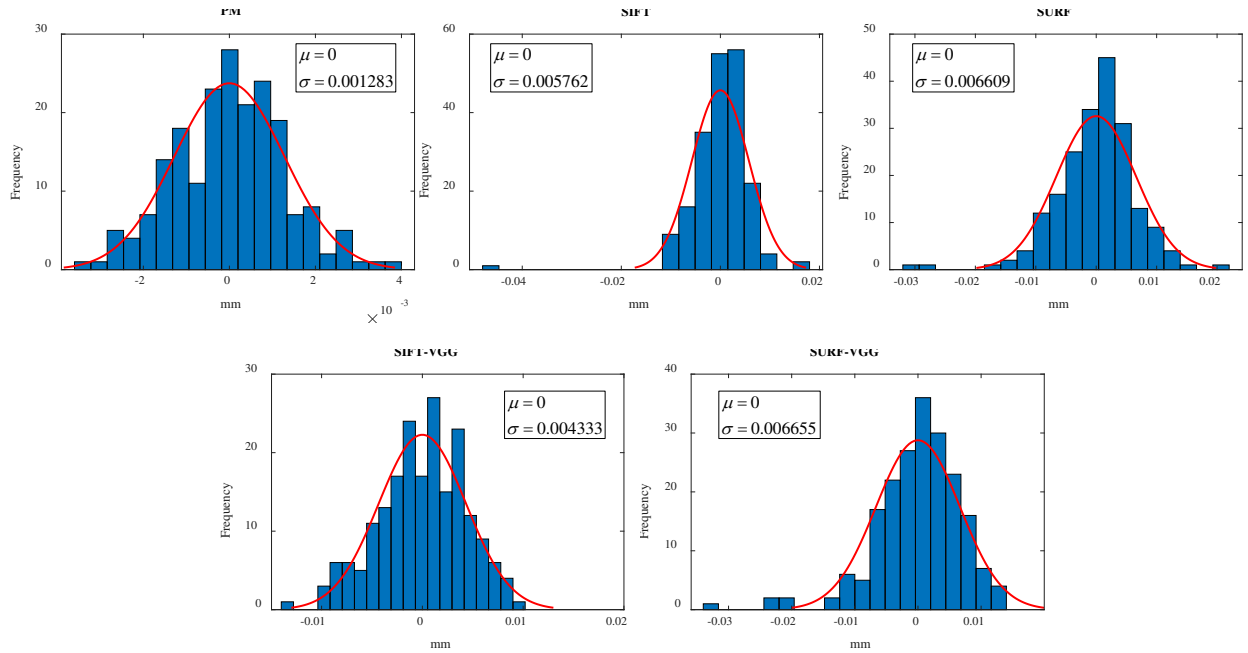 PM
30
20
10
0
Frequency
μ = 0
σ = 0.001283
-2 0 2 4
× 10 -3
mm
SIFT
60
40
20
0
Frequency
μ = 0
σ = 0.005762
-0.04 -0.02 0 0.02
mm
SURF
50
40
30
20
10
0
Frequency
μ = 0
σ = 0.006609
-0.03 -0.02 -0.01 0 0.01 0.02
mm
SIFT-VGG
30
20
10
0
Frequency
μ = 0
σ = 0.004333
-0.01 0 0.01 0.02
mm
SURF-VGG
40
30
20
10
0
Frequency
μ = 0
σ = 0.006655
-0.03 -0.02 -0.01 0 0.01
mm